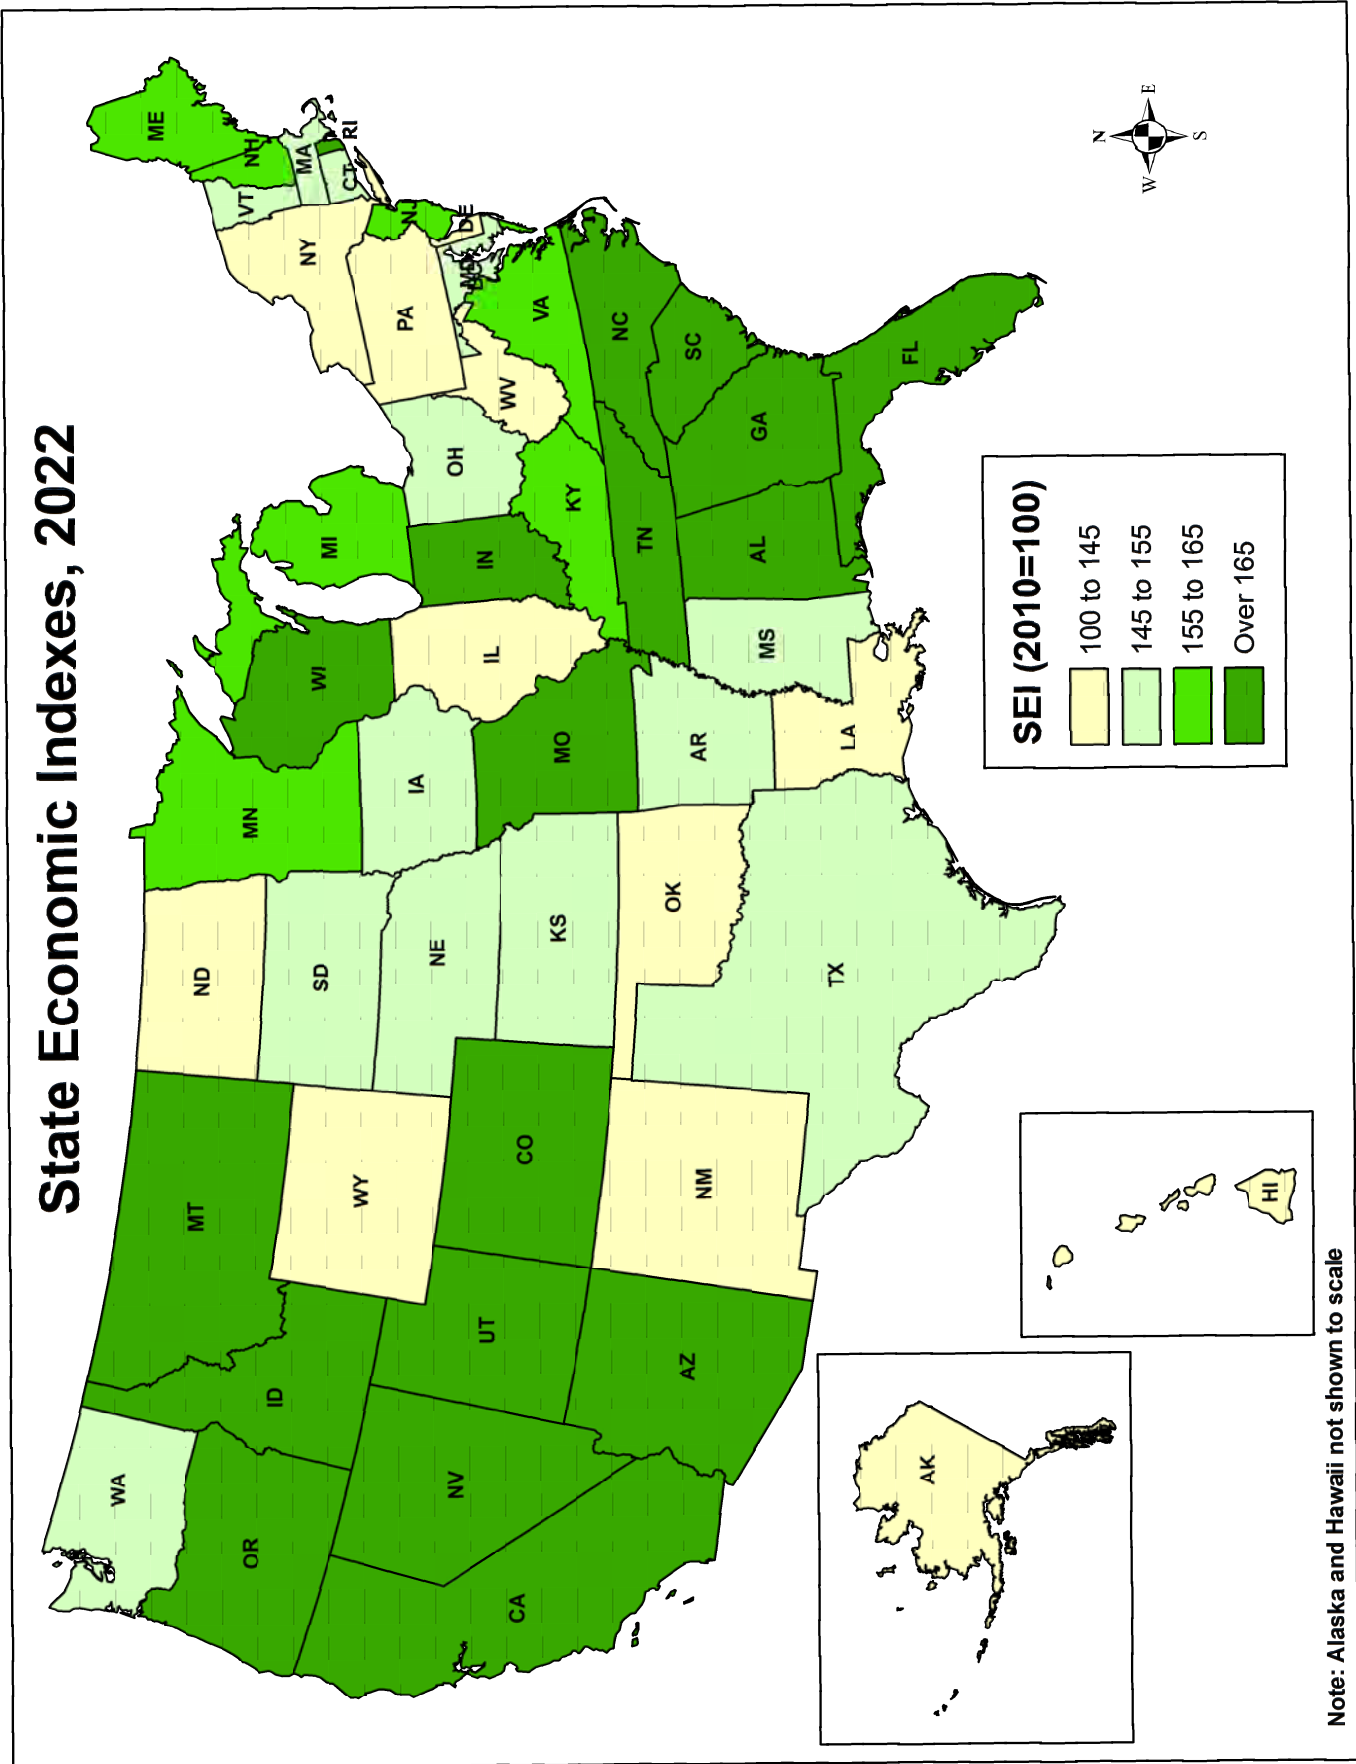 State Economic Indexes, 2022
WA
OR
CA
NV
ID
MT
WY
UT
AZ
CO
NM
ND
SD
NE
KS
OK
TX
MN
IA
MO
AR
LA
WI
IL
MI
IN
OH
KY
TN
MS
AL
GA
FL
SC
NC
VA
WV
PA
NY
VT
NH
ME
MA
CT
RI
NJ
DE
MD
DC
AK
HI
SEI (2010=100)
100 to 145
145 to 155
155 to 165
Over 165
N
W
E
S
Note: Alaska and Hawaii not shown to scale